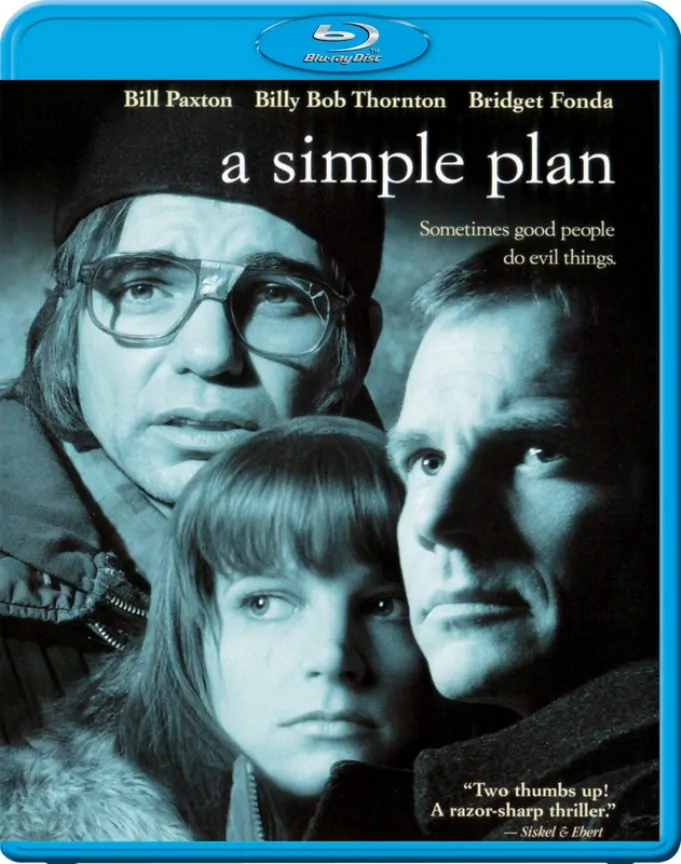 Blu-ray Disc™
Bill Paxton Billy Bob Thornton Bridget Fonda
a simple plan
Sometimes good people
do evil things.
“Two thumbs up!
A razor-sharp thriller.”
— Siskel & Ebert